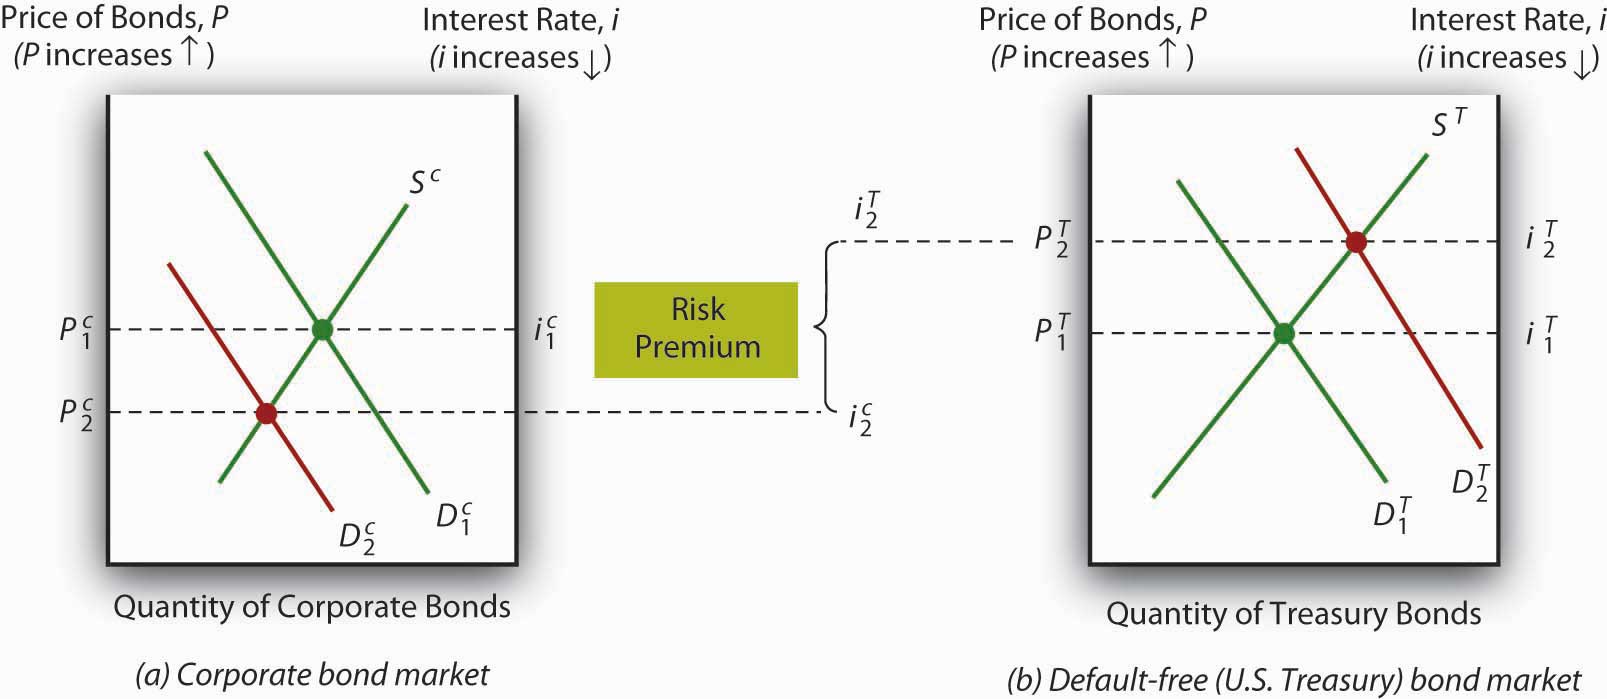 Price of Bonds, P
(P increases ↑)
Interest Rate, i
(i increases ↓)
S^c
P_1^c
i_1^c
P_2^c
D_2^c
D_1^c
Quantity of Corporate Bonds
(a) Corporate bond market
Risk
Premium
i_2^T
i_2^c
Price of Bonds, P
(P increases ↑)
Interest Rate, i
(i increases ↓)
S^T
P_2^T
i_2^T
P_1^T
i_1^T
D_2^T
D_1^T
Quantity of Treasury Bonds
(b) Default-free (U.S. Treasury) bond market